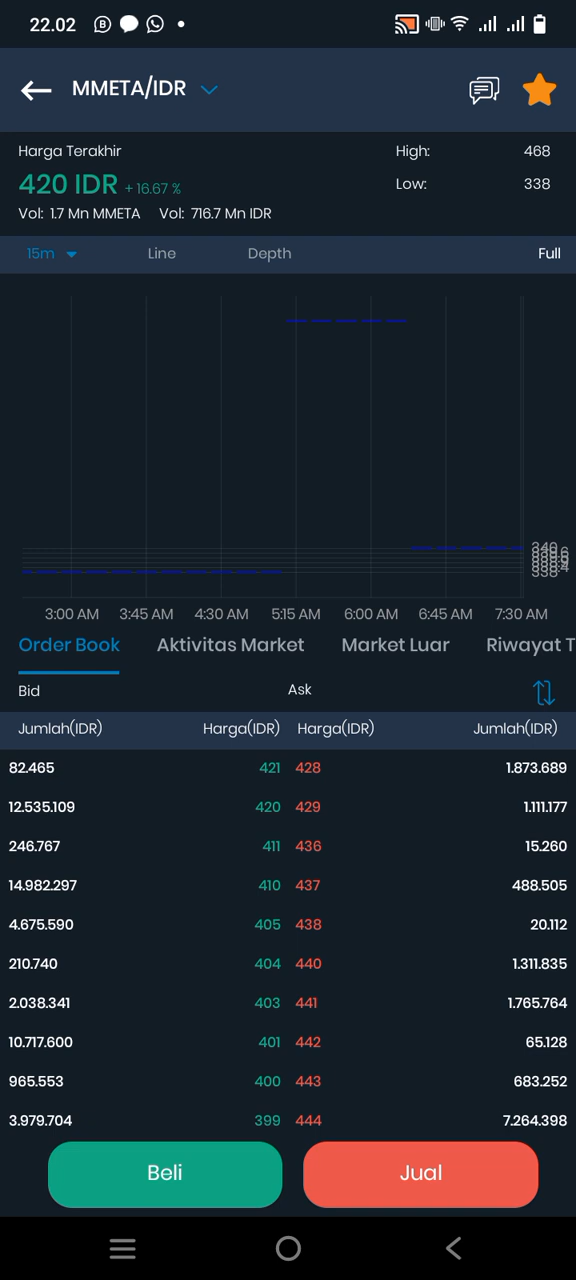 22.02
MMETA/IDR
Harga Terakhir High: 468
420 IDR + 16.67 % Low: 338
Vol: 1.7 Mn MMETA Vol: 716.7 Mn IDR
15m Line Depth Full
340
338.4
338
3:00 AM 3:45 AM 4:30 AM 5:15 AM 6:00 AM 6:45 AM 7:30 AM
Order Book Aktivitas Market Market Luar Riwayat T
Bid Ask
Jumlah(IDR) Harga(IDR) Harga(IDR) Jumlah(IDR)
82.465 421 428 1.873.689
12.535.109 420 429 1.111.177
246.767 411 436 15.260
14.982.297 410 437 488.505
4.675.590 405 438 20.112
210.740 404 440 1.311.835
2.038.341 403 441 1.765.764
10.717.600 401 442 65.128
965.553 400 443 683.252
3.979.704 399 444 7.264.398
Beli Jual